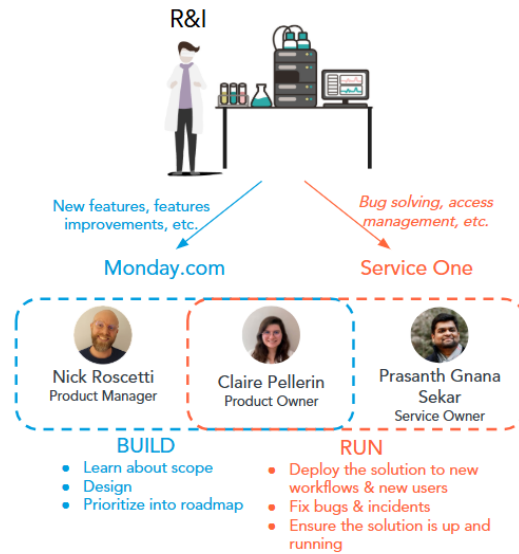 R&I
New features, features
improvements, etc.
Bug solving, access
management, etc.
Monday.com
Service One
Nick Roscetti
Product Manager
Claire Pellerin
Product Owner
Prasanth Gnana
Sekar
Service Owner
BUILD
• Learn about scope
• Design
• Prioritize into roadmap
RUN
• Deploy the solution to new
workflows & new users
• Fix bugs & incidents
• Ensure the solution is up and
running